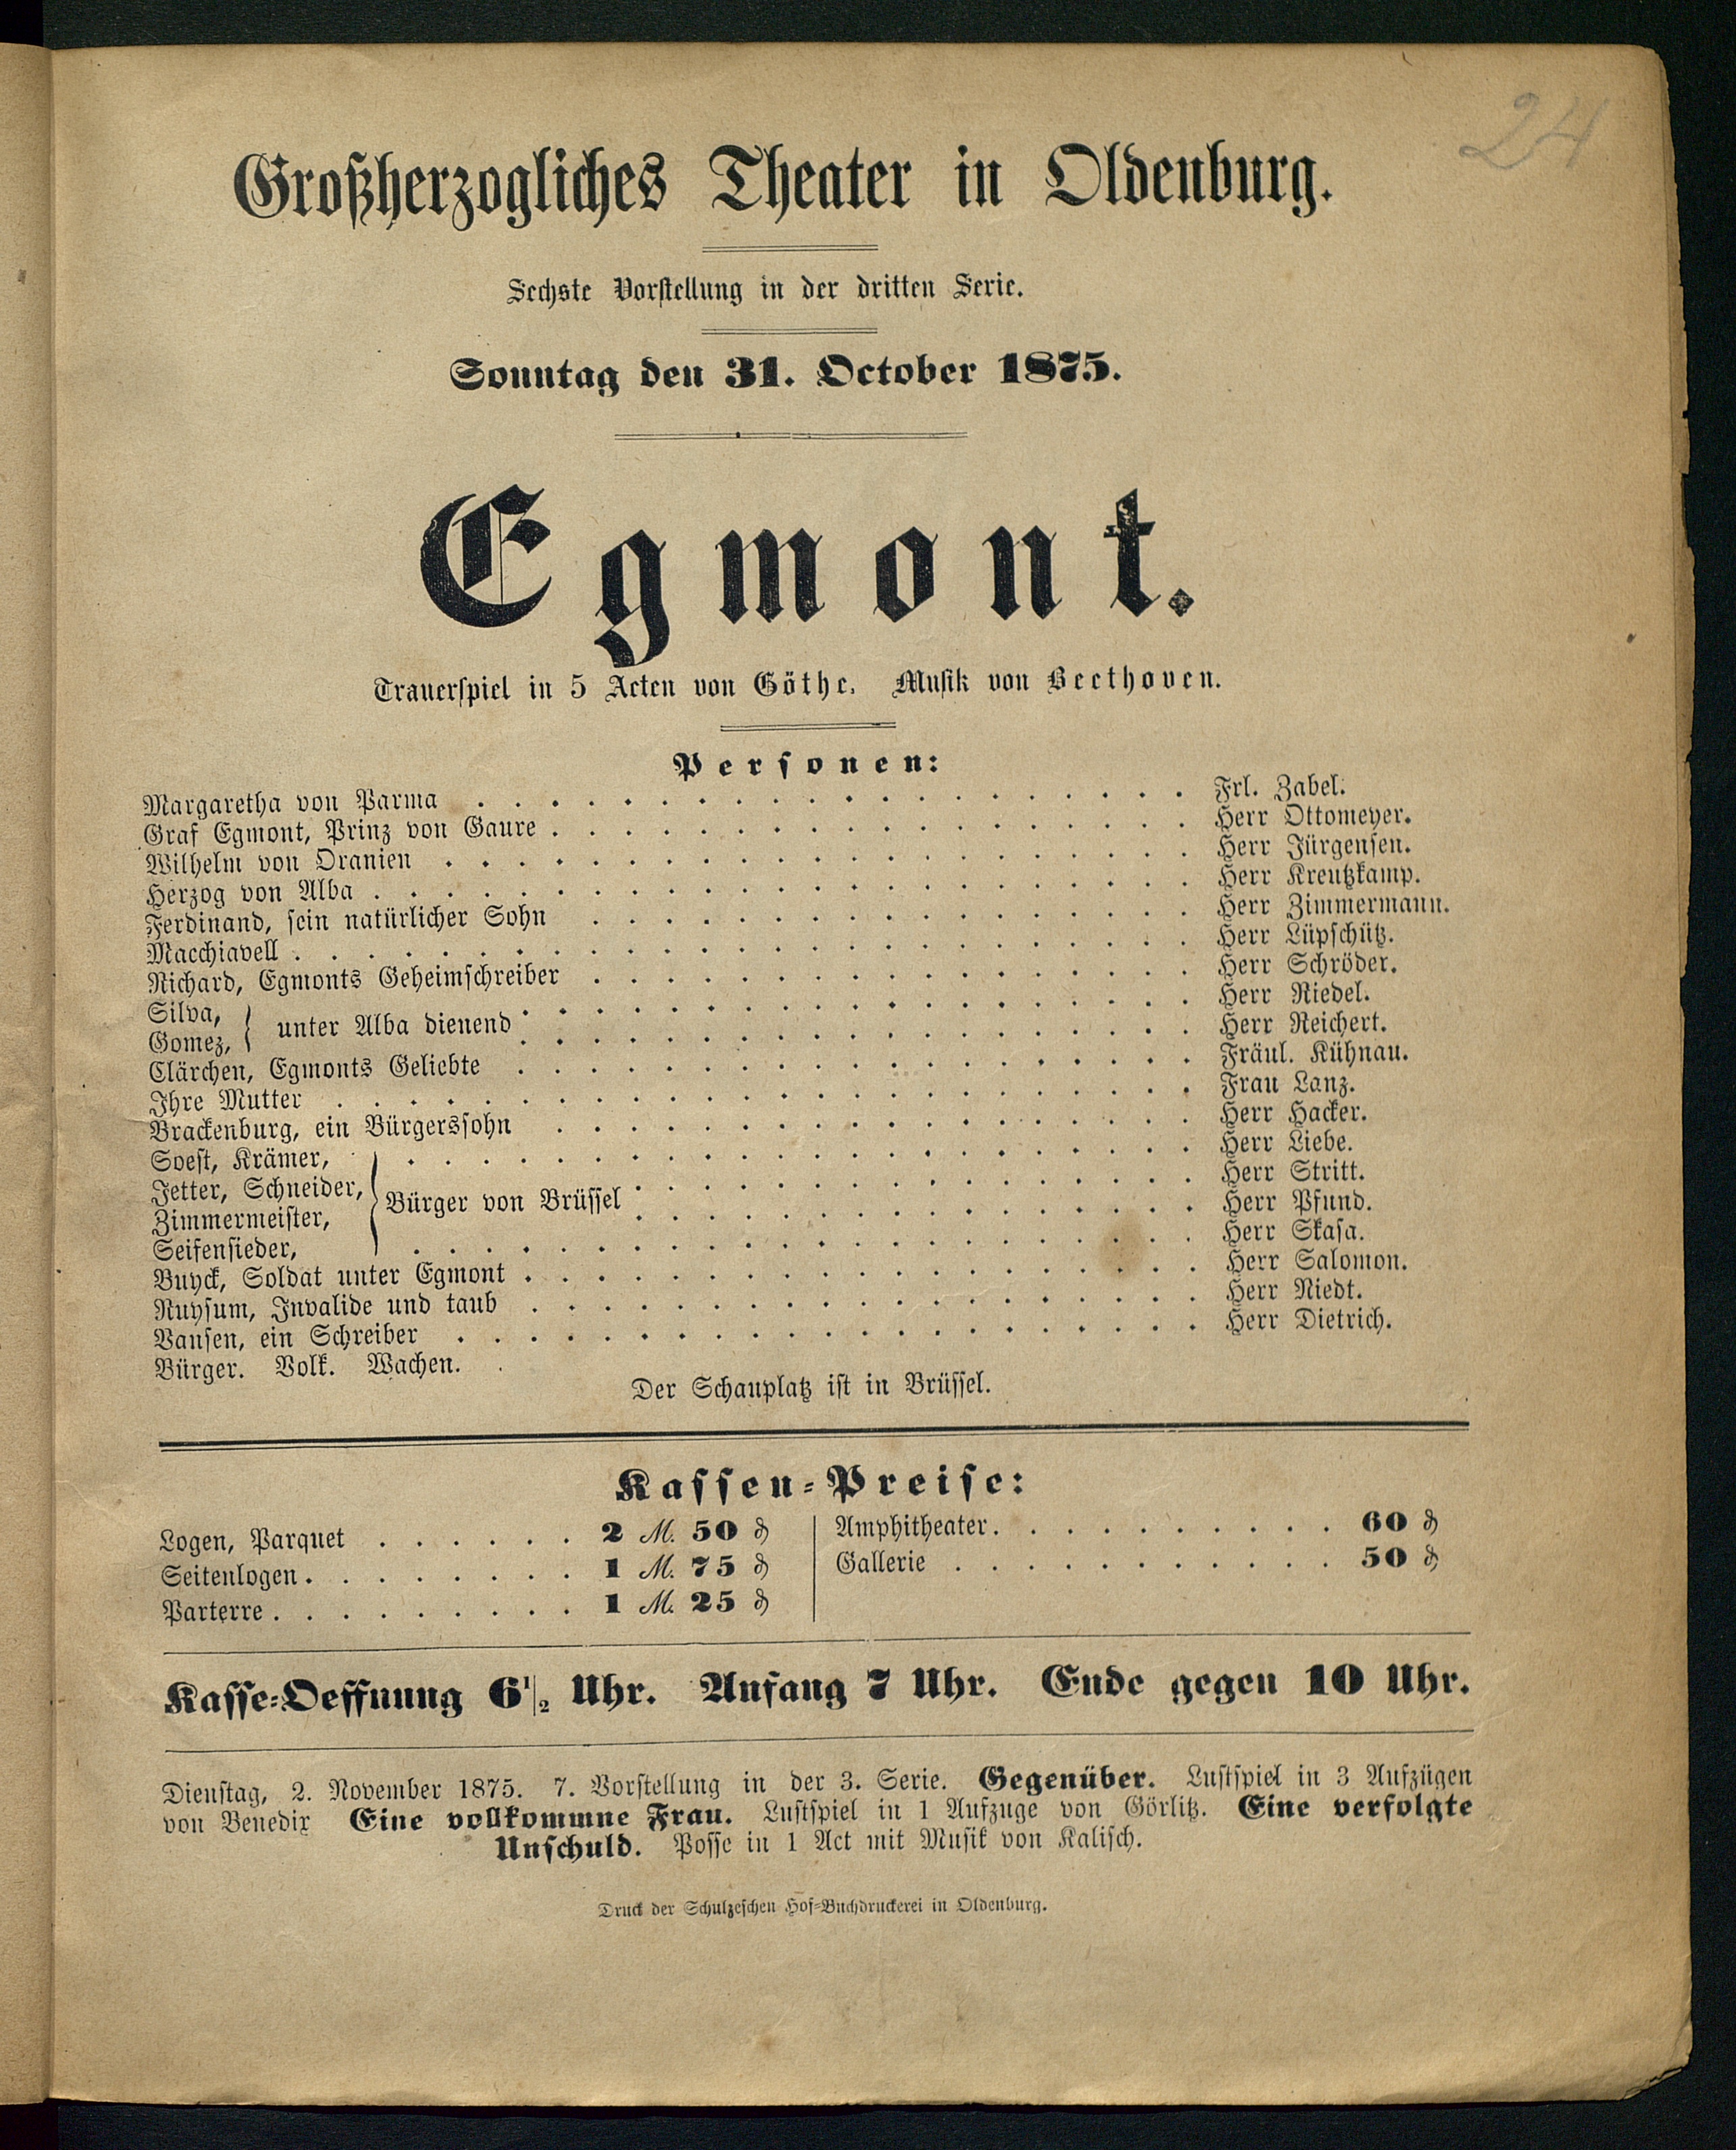 24
Großherzogliches Theater in Oldenburg.
Sechste Vorstellung in der dritten Serie.
Sonntag den 31. October 1875.
Egmont.
Trauerspiel in 5 Acten von Göthe. Musik von Beethoven.
Personen:
Margaretha von Parma . . . . . Frl. Zabel.
Graf Egmont, Prinz von Gaure . . . . . Herr Ottomeyer.
Wilhelm von Oranien . . . . . Herr Jürgensen.
Herzog von Alba . . . . . Herr Kreutzkamp.
Ferdinand, sein natürlicher Sohn . . . . . Herr Zimmermann.
Macchiavell . . . . . Herr Lüpschütz.
Richard, Egmonts Geheimschreiber . . . . . Herr Schröder.
Silva, } unter Alba dienend . . . . . Herr Riedel.
Gomez, . . . . . Herr Reichert.
Clärchen, Egmonts Geliebte . . . . . Fräul. Kühnau.
Ihre Mutter . . . . . Frau Lanz.
Brackenburg, ein Bürgerssohn . . . . . Herr Hacker.
Soest, Krämer, . . . . . Herr Liebe.
Jetter, Schneider, } Bürger von Brüssel . . . . . Herr Stritt.
Zimmermeister, . . . . . Herr Pfund.
Seifensieder, . . . . . Herr Skasa.
Buyck, Soldat unter Egmont . . . . . Herr Salomon.
Ruysum, Invalide und taub . . . . . Herr Niedt.
Vansen, ein Schreiber . . . . . Herr Dietrich.
Bürger. Volk. Wachen.
Der Schauplatz ist in Brüssel.
Kassen-Preise:
Logen, Parquet . . . . . 2 M. 50 ₰
Seitenlogen . . . . . 1 M. 75 ₰
Parterre . . . . . 1 M. 25 ₰
Amphitheater . . . . . 60 ₰
Gallerie . . . . . 50 ₰
Kasse-Oeffnung 6 1/2 Uhr. Anfang 7 Uhr. Ende gegen 10 Uhr.
Dienstag, 2. November 1875. 7. Vorstellung in der 3. Serie. Gegenüber. Lustspiel in 3 Aufzügen
von Benedix Eine vollkommne Frau. Lustspiel in 1 Aufzuge von Görlitz. Eine verfolgte
Unschuld. Posse in 1 Act mit Musik von Kalisch.
Druck der Schulzeschen Hof-Buchdruckerei in Oldenburg.